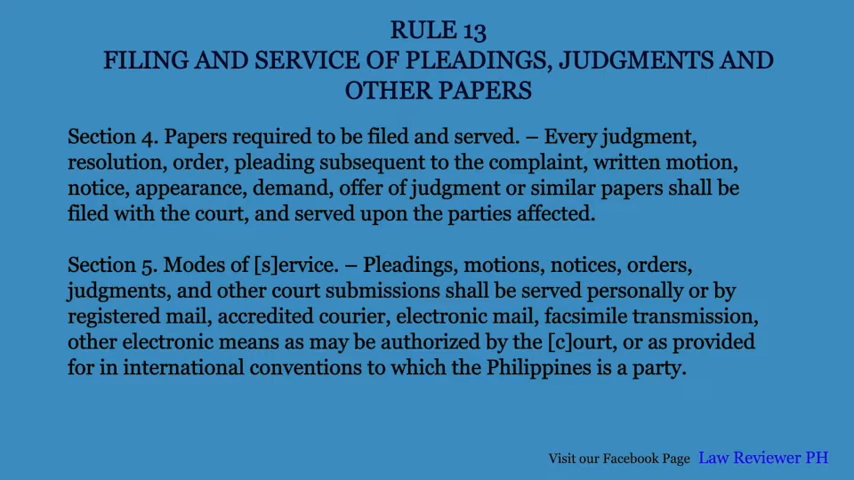 RULE 13
FILING AND SERVICE OF PLEADINGS, JUDGMENTS AND
OTHER PAPERS
Section 4. Papers required to be filed and served. – Every judgment,
resolution, order, pleading subsequent to the complaint, written motion,
notice, appearance, demand, offer of judgment or similar papers shall be
filed with the court, and served upon the parties affected.
Section 5. Modes of [s]ervice. – Pleadings, motions, notices, orders,
judgments, and other court submissions shall be served personally or by
registered mail, accredited courier, electronic mail, facsimile transmission,
other electronic means as may be authorized by the [c]ourt, or as provided
for in international conventions to which the Philippines is a party.
Visit our Facebook Page Law Reviewer PH